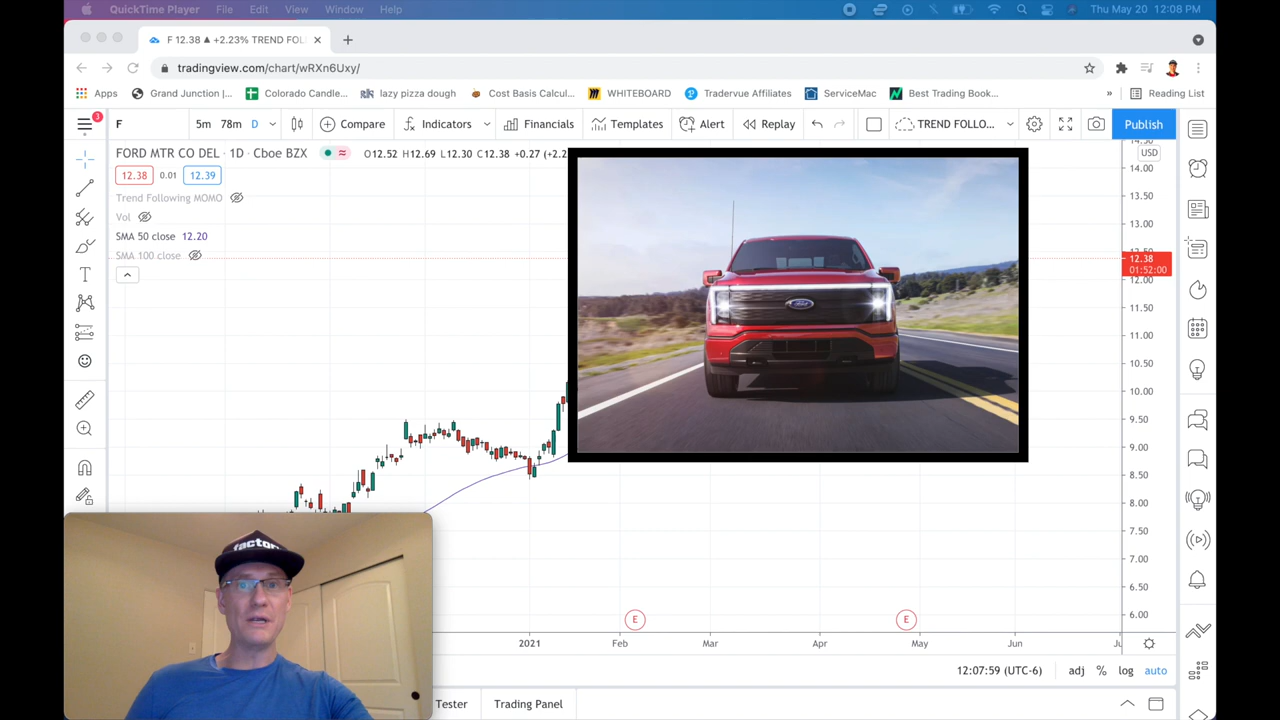 QuickTime Player File Edit View Window Help Thu May 20 12:08 PM
F 12.38 ▲ +2.23% TREND FOL
tradingview.com/chart/wRXn6Uxy/
Apps Grand Junction |... Colorado Candle... lazy pizza dough Cost Basis Calcul... WHITEBOARD Tradervue Affiliates ServiceMac Best Trading Book... » Reading List
3
F 5m 78m D Compare Indicators Financials Templates Alert Replay TREND FOLLO... Publish
FORD MTR CO DEL · 1D · Cboe BZX O12.52 H12.69 L12.30 C12.38 +0.27 (+2.2
USD
12.38 0.01 12.39
Trend Following MOMO
Vol
SMA 50 close 12.20
SMA 100 close
14.00
13.50
13.00
12.38
01:52:00
12.00
11.50
11.00
10.50
10.00
9.50
9.00
8.50
8.00
7.50
7.00
6.50
6.00
Ford
factory
E E
2021 Feb Mar Apr May Jun
12:07:59 (UTC-6) adj % log auto
Tester Trading Panel